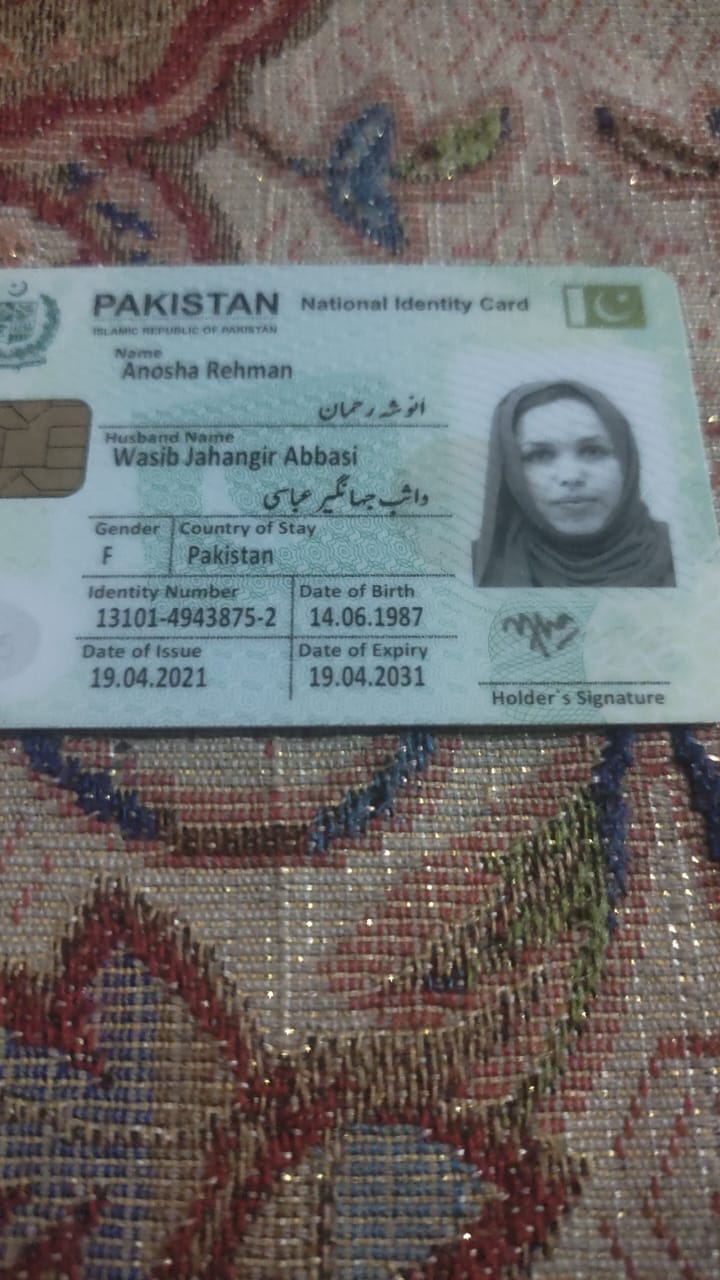 PAKISTAN National Identity Card
ISLAMIC REPUBLIC OF PAKISTAN
Name
Anosha Rehman
انوشہ رحمان
Husband Name
Wasib Jahangir Abbasi
واثب جہانگیر عباسی
Gender Country of Stay
F Pakistan
Identity Number Date of Birth
13101-4943875-2 14.06.1987
Date of Issue Date of Expiry
19.04.2021 19.04.2031
Holder's Signature